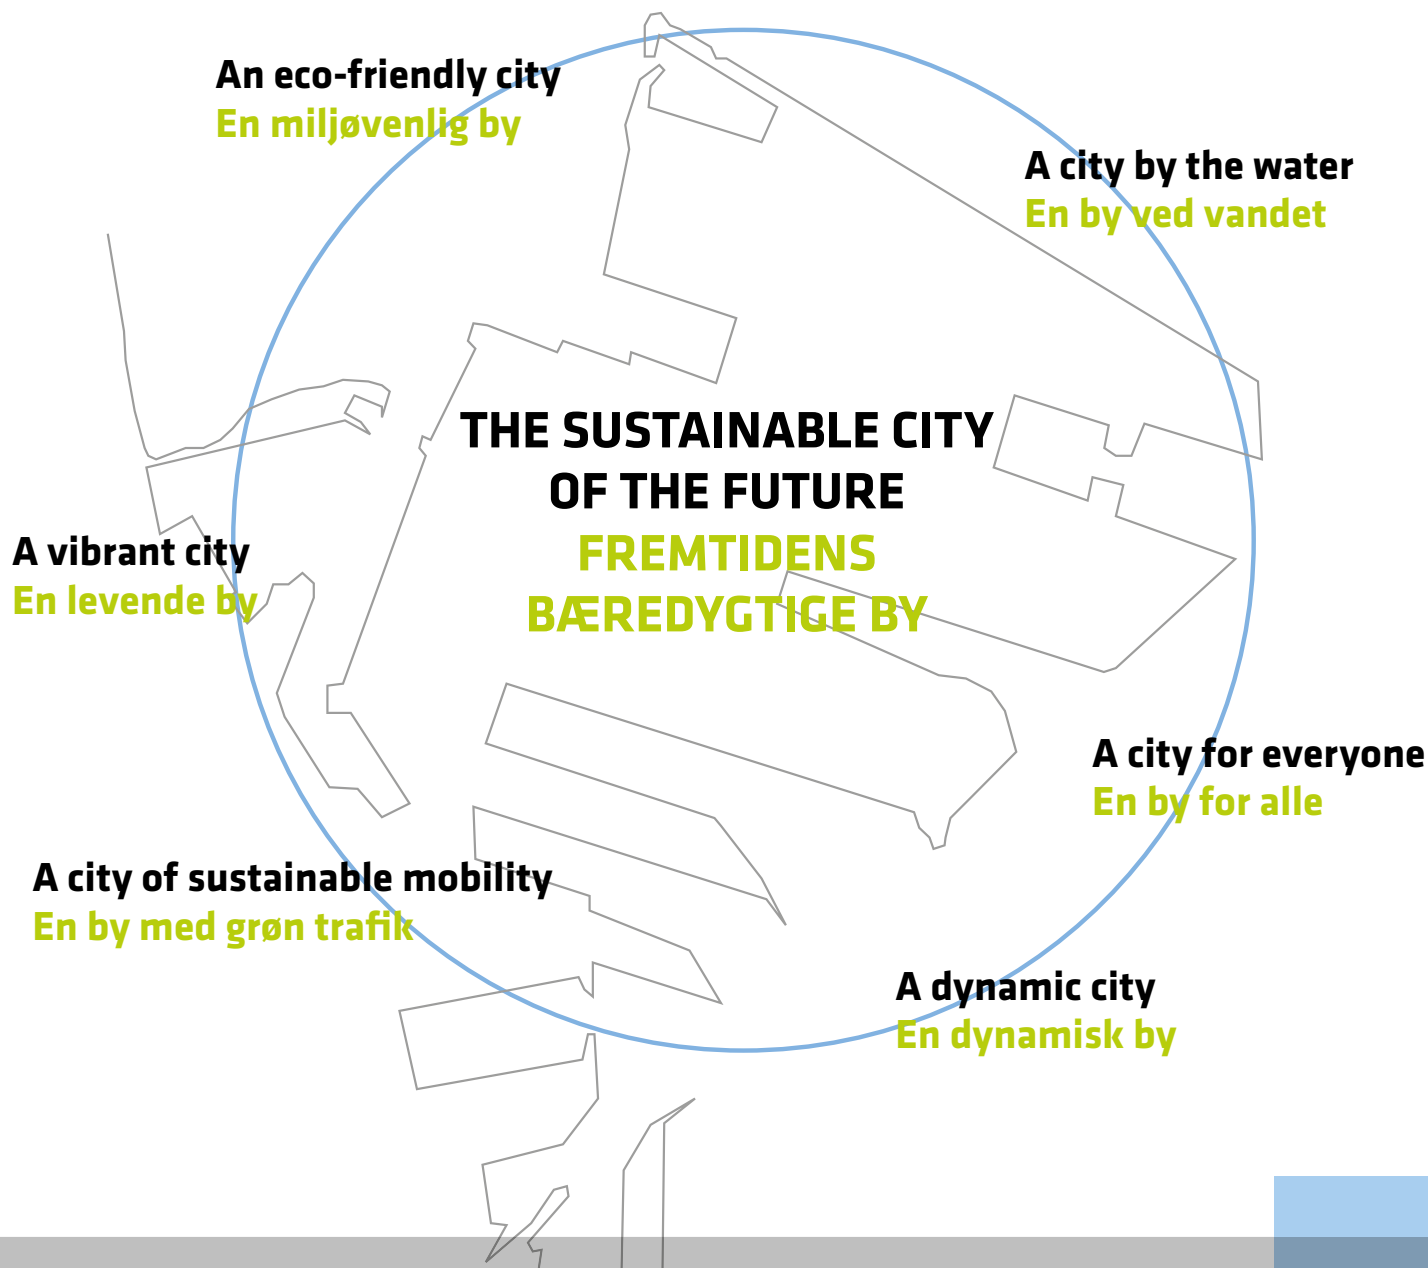 An eco-friendly city
En miljøvenlig by
A city by the water
En by ved vandet
THE SUSTAINABLE CITY
OF THE FUTURE
FREMTIDENS
BÆREDYGTIGE BY
A vibrant city
En levende by
A city for everyone
En by for alle
A city of sustainable mobility
En by med grøn trafik
A dynamic city
En dynamisk by